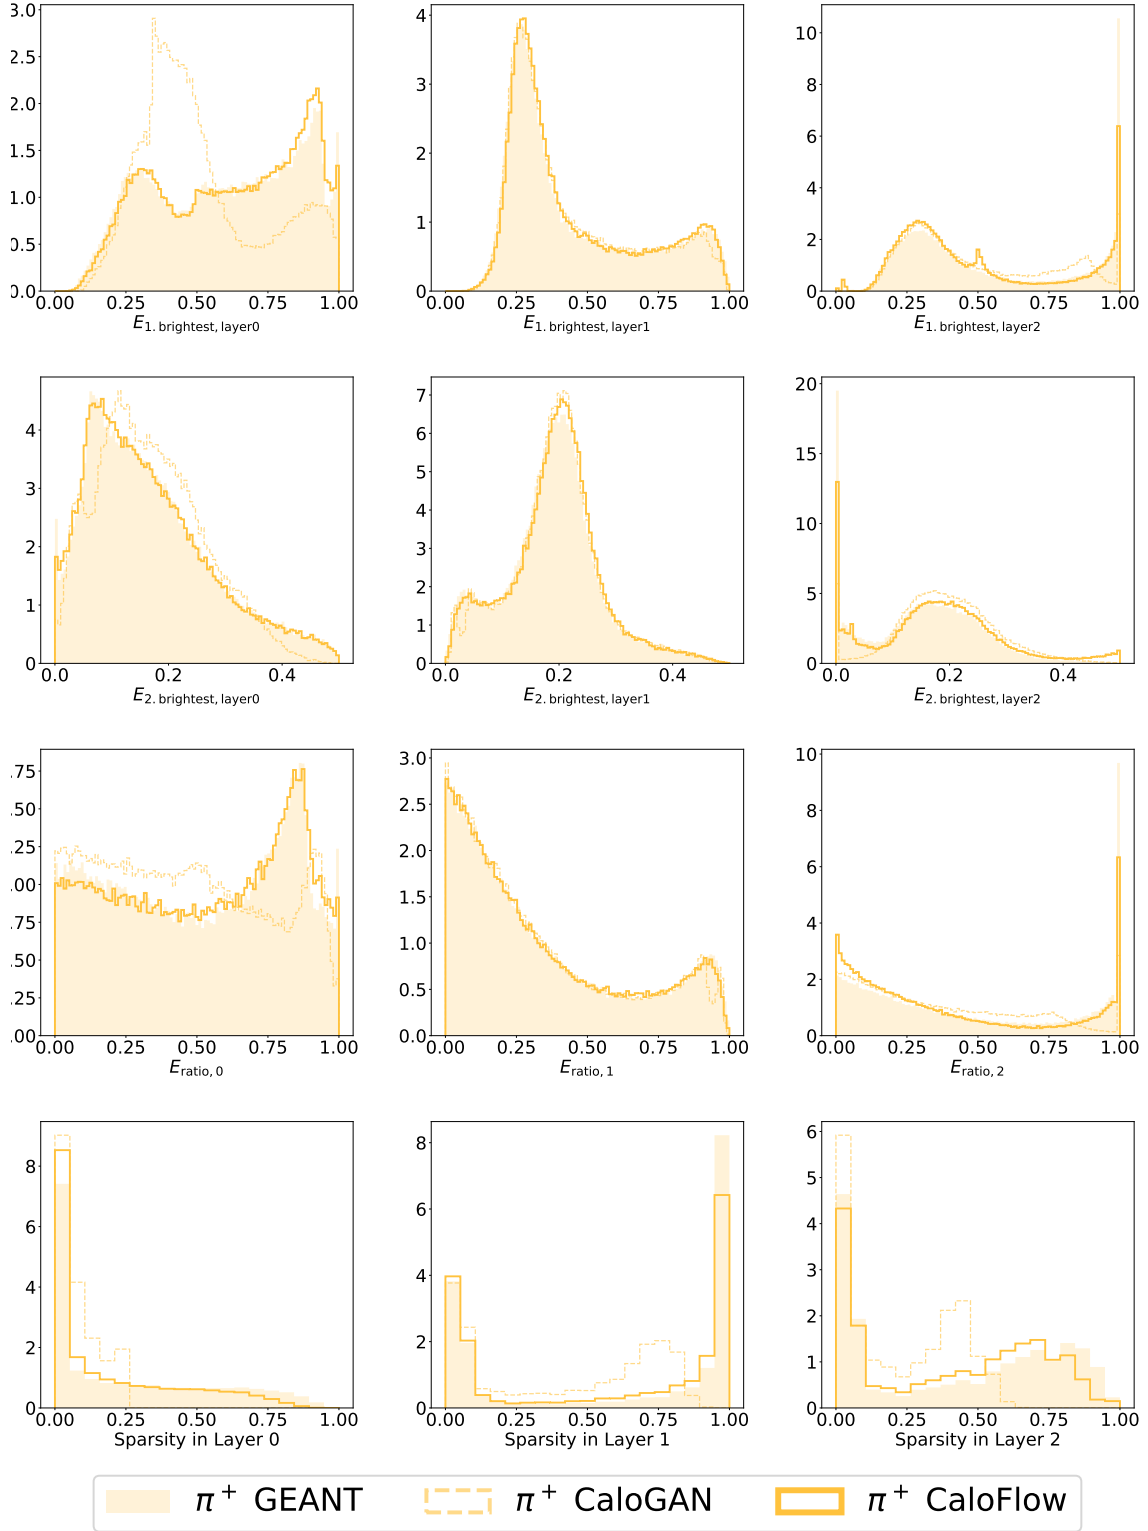 3.0
2.5
2.0
1.5
1.0
0.5
0.0
0.00 0.25 0.50 0.75 1.00
E1. brightest, layer0
4
3
2
1
0
0.00 0.25 0.50 0.75 1.00
E1. brightest, layer1
10
8
6
4
2
0
0.00 0.25 0.50 0.75 1.00
E1. brightest, layer2
4
3
2
1
0
0.0 0.2 0.4
E2. brightest, layer0
7
6
5
4
3
2
1
0
0.0 0.2 0.4
E2. brightest, layer1
20
15
10
5
0
0.0 0.2 0.4
E2. brightest, layer2
.75
.50
.25
.00
.75
.50
.25
.00
0.00 0.25 0.50 0.75 1.00
Eratio, 0
3.0
2.5
2.0
1.5
1.0
0.5
0.0
0.00 0.25 0.50 0.75 1.00
Eratio, 1
10
8
6
4
2
0
0.00 0.25 0.50 0.75 1.00
Eratio, 2
8
6
4
2
0
0.00 0.25 0.50 0.75 1.00
Sparsity in Layer 0
8
6
4
2
0
0.00 0.25 0.50 0.75 1.00
Sparsity in Layer 1
6
5
4
3
2
1
0
0.00 0.25 0.50 0.75 1.00
Sparsity in Layer 2
π+ GEANT π+ CaloGAN π+ CaloFlow